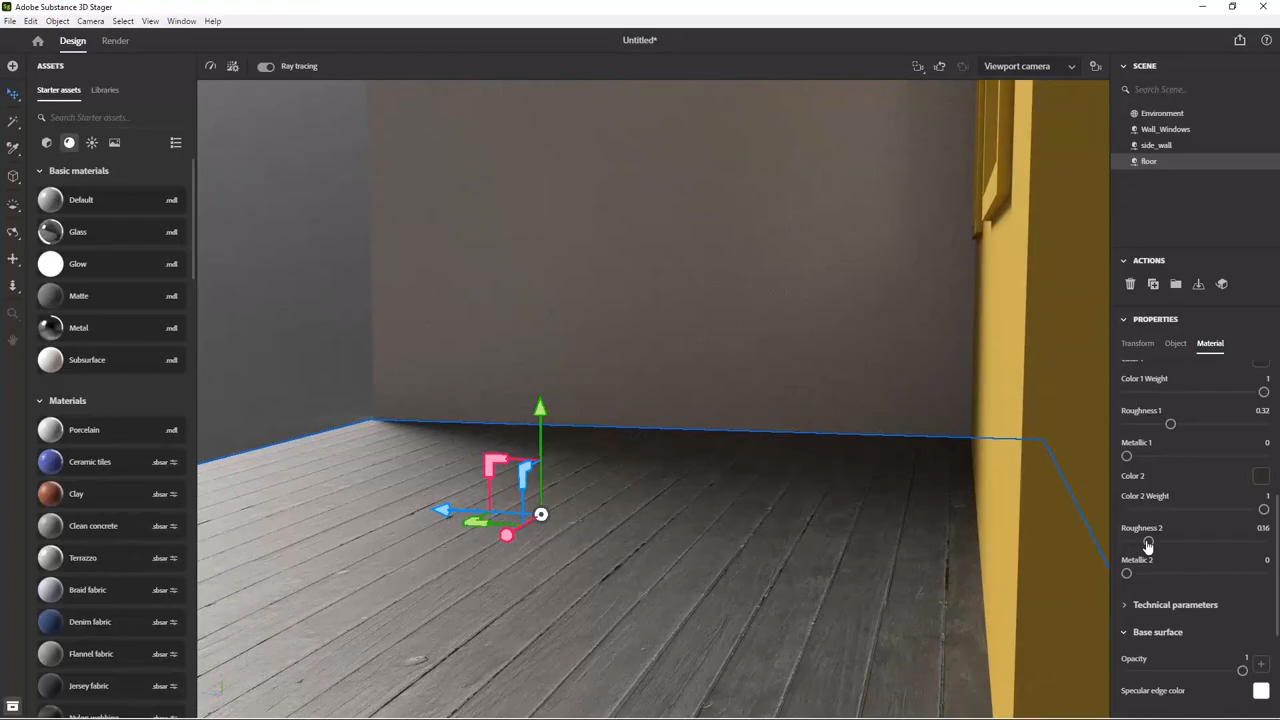 Adobe Substance 3D Stager
File Edit Object Camera Select View Window Help
Design Render Untitled*
ASSETS
Starter assets Libraries
Search Starter assets..
Basic materials
Default .mdl
Glass .mdl
Glow .mdl
Matte .mdl
Metal .mdl
Subsurface .mdl
Materials
Porcelain .mdl
Ceramic tiles .sbsar
Clay .sbsar
Clean concrete .sbsar
Terrazzo .sbsar
Braid fabric .sbsar
Denim fabric .sbsar
Flannel fabric .sbsar
Jersey fabric .sbsar
Ray tracing
Viewport camera
SCENE
Search Scene...
Environment
Wall_Windows
side_wall
floor
ACTIONS
PROPERTIES
Transform Object Material
Color 1 Weight 1
Roughness 1 0.32
Metallic 1 0
Color 2
Color 2 Weight 1
Roughness 2 0.16
Metallic 2 0
Technical parameters
Base surface
Opacity 1
Specular edge color